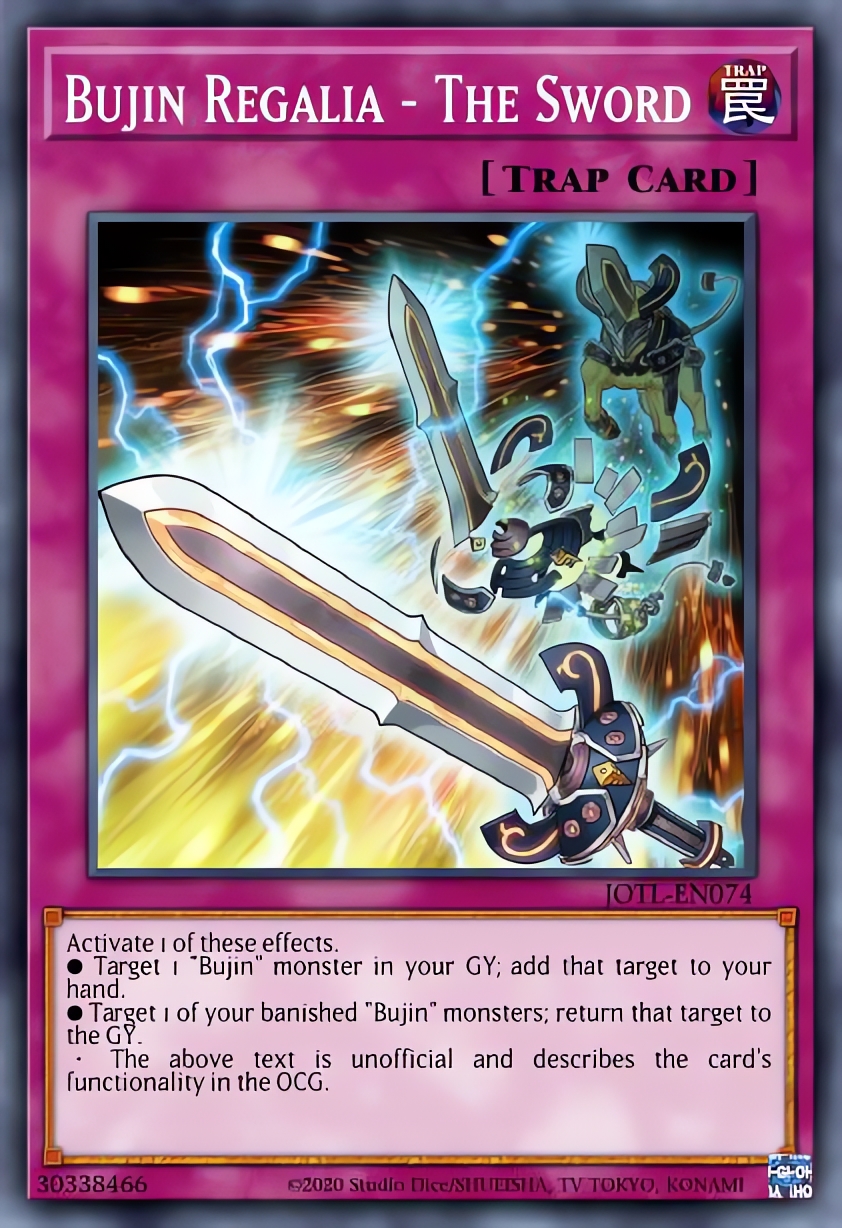 Bujin Regalia - The Sword
TRAP
罠
[Trap Card]
JOTL-EN074
Activate 1 of these effects.
● Target 1 "Bujin" monster in your GY; add that target to your
hand.
● Target 1 of your banished "Bujin" monsters; return that target to
the GY.
· The above text is unofficial and describes the card's
functionality in the OCG.
30338466
©2020 Studio Dice/SHUEISHA, TV TOKYO, KONAMI